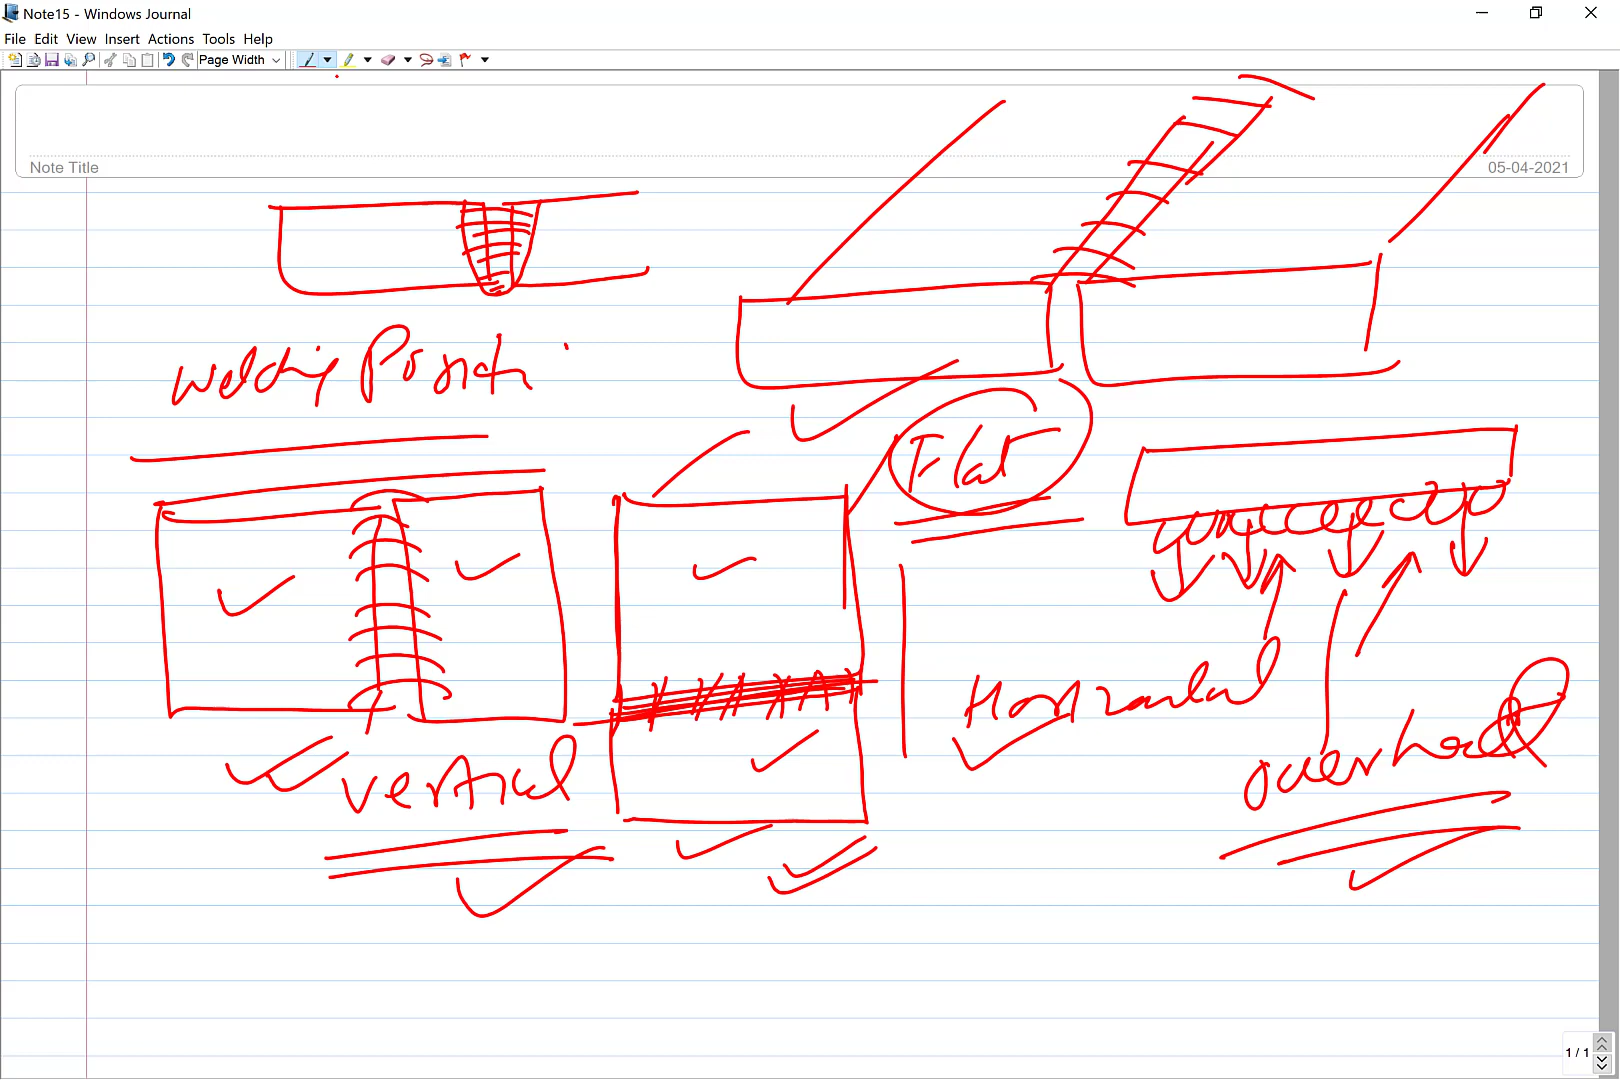 Note15 - Windows Journal
File Edit View Insert Actions Tools Help
Page Width
Note Title
05-04-2021
Welding Positi
Flat
Horizontal
vertical
overhead
1 / 1